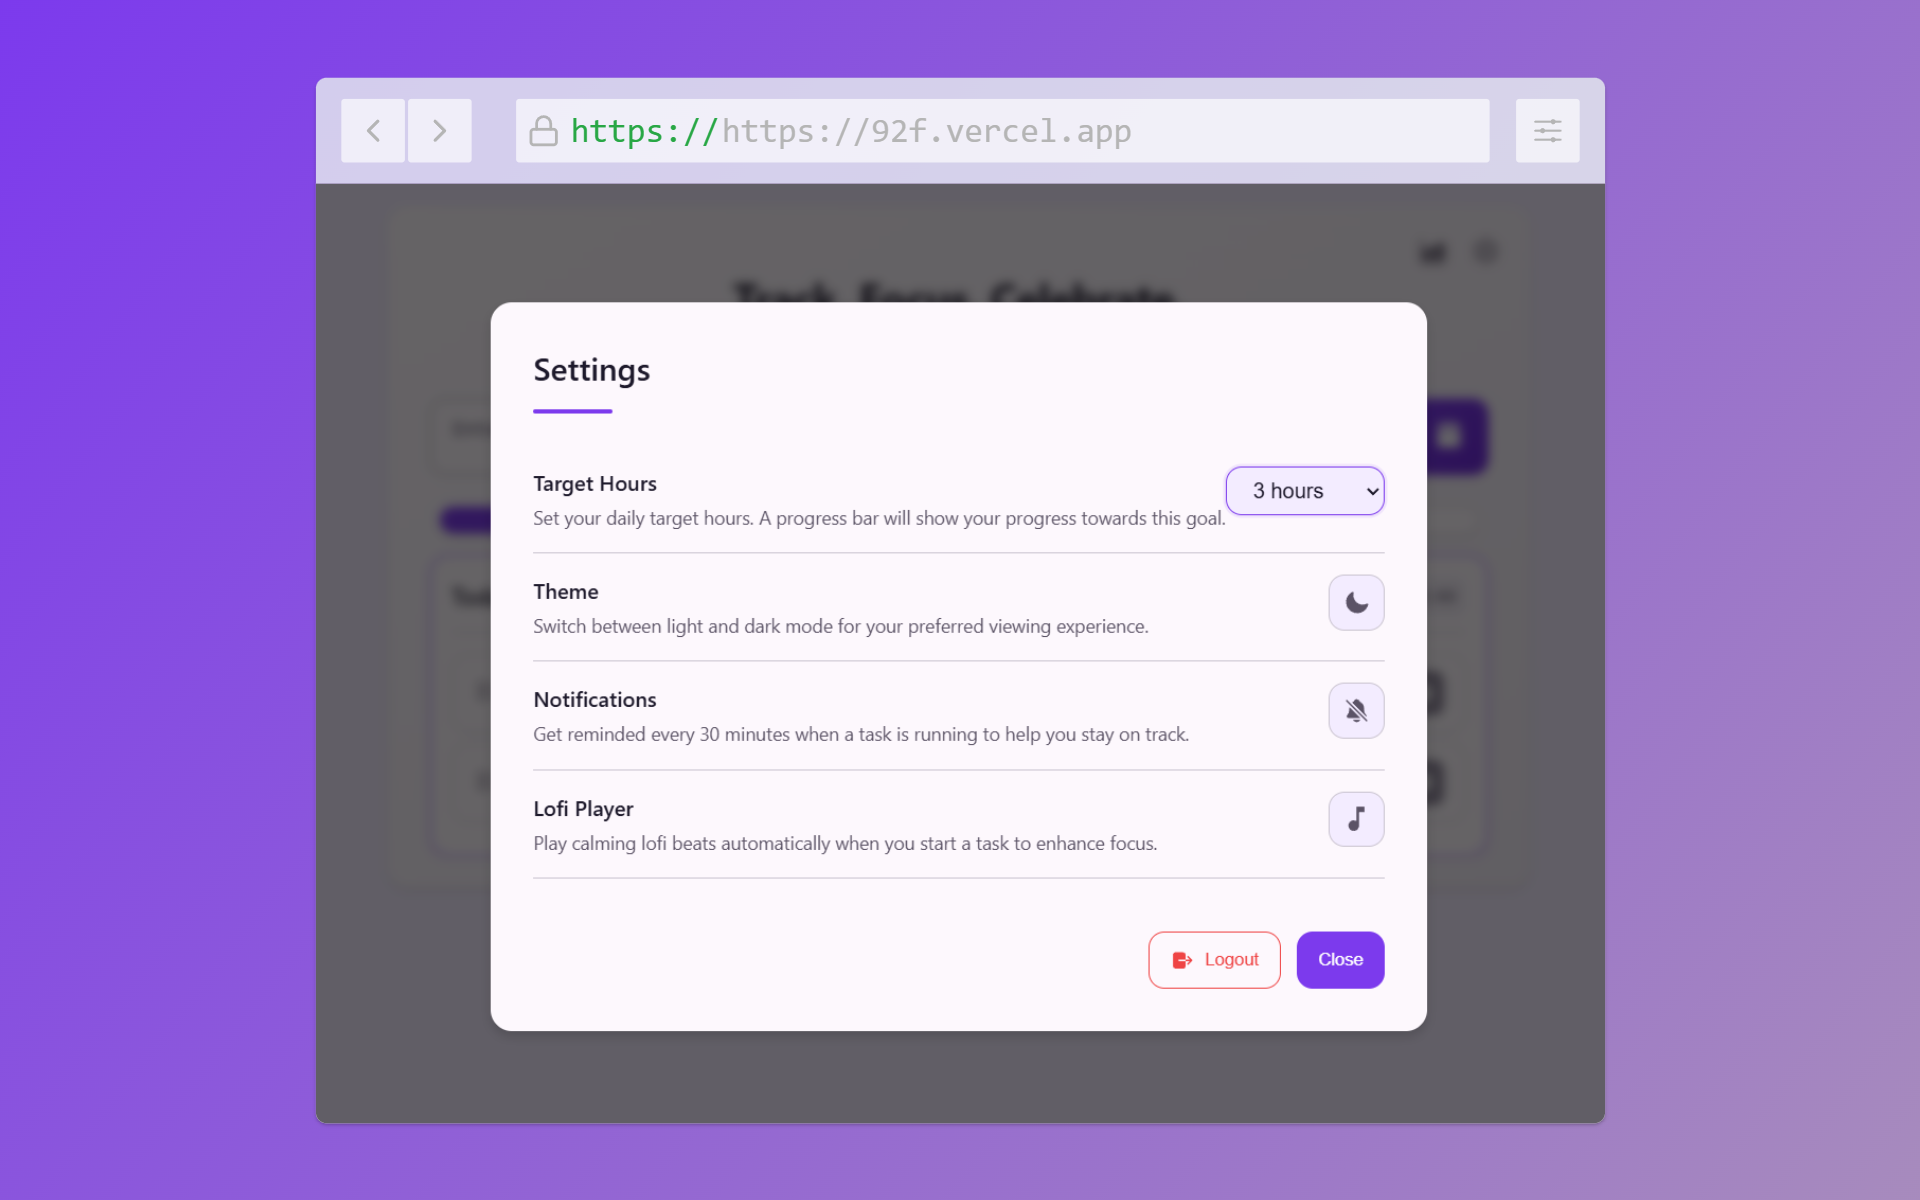 https://https://92f.vercel.app
Track. Focus. Celebrate.
Settings
Target Hours
3 hours
Set your daily target hours. A progress bar will show your progress towards this goal.
Theme
Switch between light and dark mode for your preferred viewing experience.
Notifications
Get reminded every 30 minutes when a task is running to help you stay on track.
Lofi Player
Play calming lofi beats automatically when you start a task to enhance focus.
Logout
Close